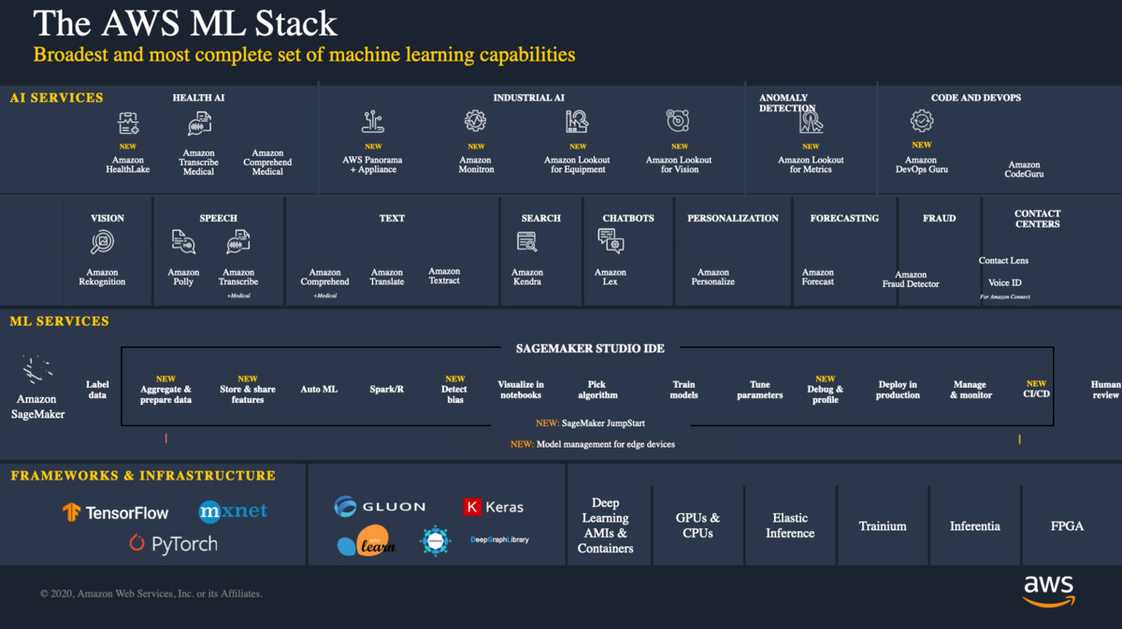 The AWS ML Stack
Broadest and most complete set of machine learning capabilities
AI SERVICES
HEALTH AI
INDUSTRIAL AI
ANOMALY
DETECTION
CODE AND DEVOPS
NEW
Amazon
HealthLake
Amazon
Transcribe
Medical
Amazon
Comprehend
Medical
NEW
AWS Panorama
+ Appliance
NEW
Amazon
Monitron
NEW
Amazon Lookout
for Equipment
NEW
Amazon Lookout
for Vision
NEW
Amazon Lookout
for Metrics
NEW
Amazon
DevOps Guru
Amazon
CodeGuru
VISION
Amazon
Rekognition
SPEECH
Amazon
Polly
Amazon
Transcribe
+Medical
TEXT
Amazon
Comprehend
+Medical
Amazon
Translate
Amazon
Textract
SEARCH
Amazon
Kendra
CHATBOTS
Amazon
Lex
PERSONALIZATION
Amazon
Personalize
FORECASTING
Amazon
Forecast
FRAUD
Amazon
Fraud Detector
CONTACT
CENTERS
Contact Lens
Voice ID
For Amazon Connect
ML SERVICES
SAGEMAKER STUDIO IDE
Amazon
SageMaker
Label
data
NEW
Aggregate &
prepare data
NEW
Store & share
features
Auto ML
Spark/R
NEW
Detect
bias
Visualize in
notebooks
Pick
algorithm
Train
models
Tune
parameters
NEW
Debug &
profile
Deploy in
production
Manage
& monitor
NEW
CI/CD
Human
review
NEW: SageMaker JumpStart
NEW: Model management for edge devices
FRAMEWORKS & INFRASTRUCTURE
TensorFlow
mxnet
PyTorch
GLUON
K Keras
learn
DeepGraphLibrary
Deep
Learning
AMIs &
Containers
GPUs &
CPUs
Elastic
Inference
Trainium
Inferentia
FPGA
© 2020, Amazon Web Services, Inc. or its Affiliates.
aws